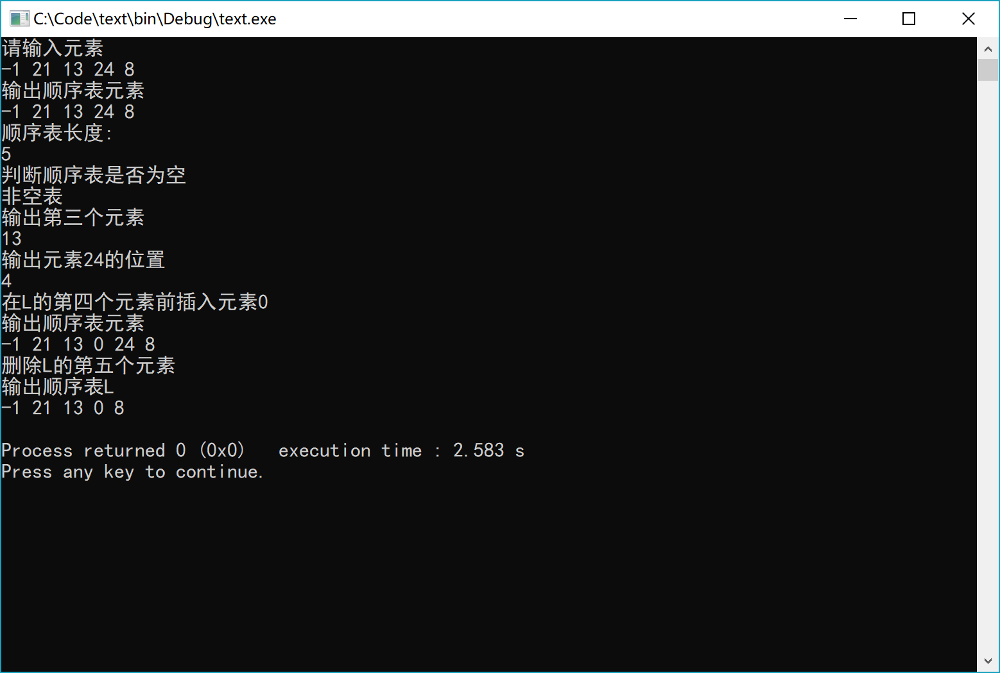 C:\Code\text\bin\Debug\text.exe
请输入元素
-1 21 13 24 8
输出顺序表元素
-1 21 13 24 8
顺序表长度:
5
判断顺序表是否为空
非空表
输出第三个元素
13
输出元素24的位置
4
在L的第四个元素前插入元素0
输出顺序表元素
-1 21 13 0 24 8
删除L的第五个元素
输出顺序表L
-1 21 13 0 8
Process returned 0 (0x0)   execution time : 2.583 s
Press any key to continue.